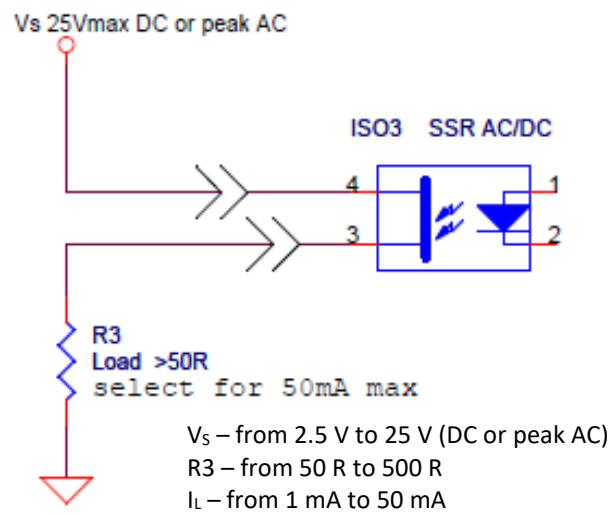 Vs 25Vmax DC or peak AC
ISO3 SSR AC/DC
4 1
3 2
R3
Load >50R
select for 50mA max
VS – from 2.5 V to 25 V (DC or peak AC)
R3 – from 50 R to 500 R
IL – from 1 mA to 50 mA